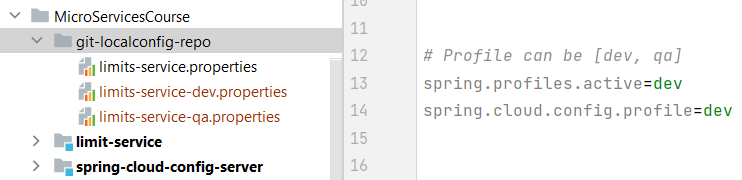 MicroServicesCourse
git-localconfig-repo
limits-service.properties
limits-service-dev.properties
limits-service-qa.properties
limit-service
spring-cloud-config-server
11
12 # Profile can be [dev, qa]
13 spring.profiles.active=dev
14 spring.cloud.config.profile=dev
15
16